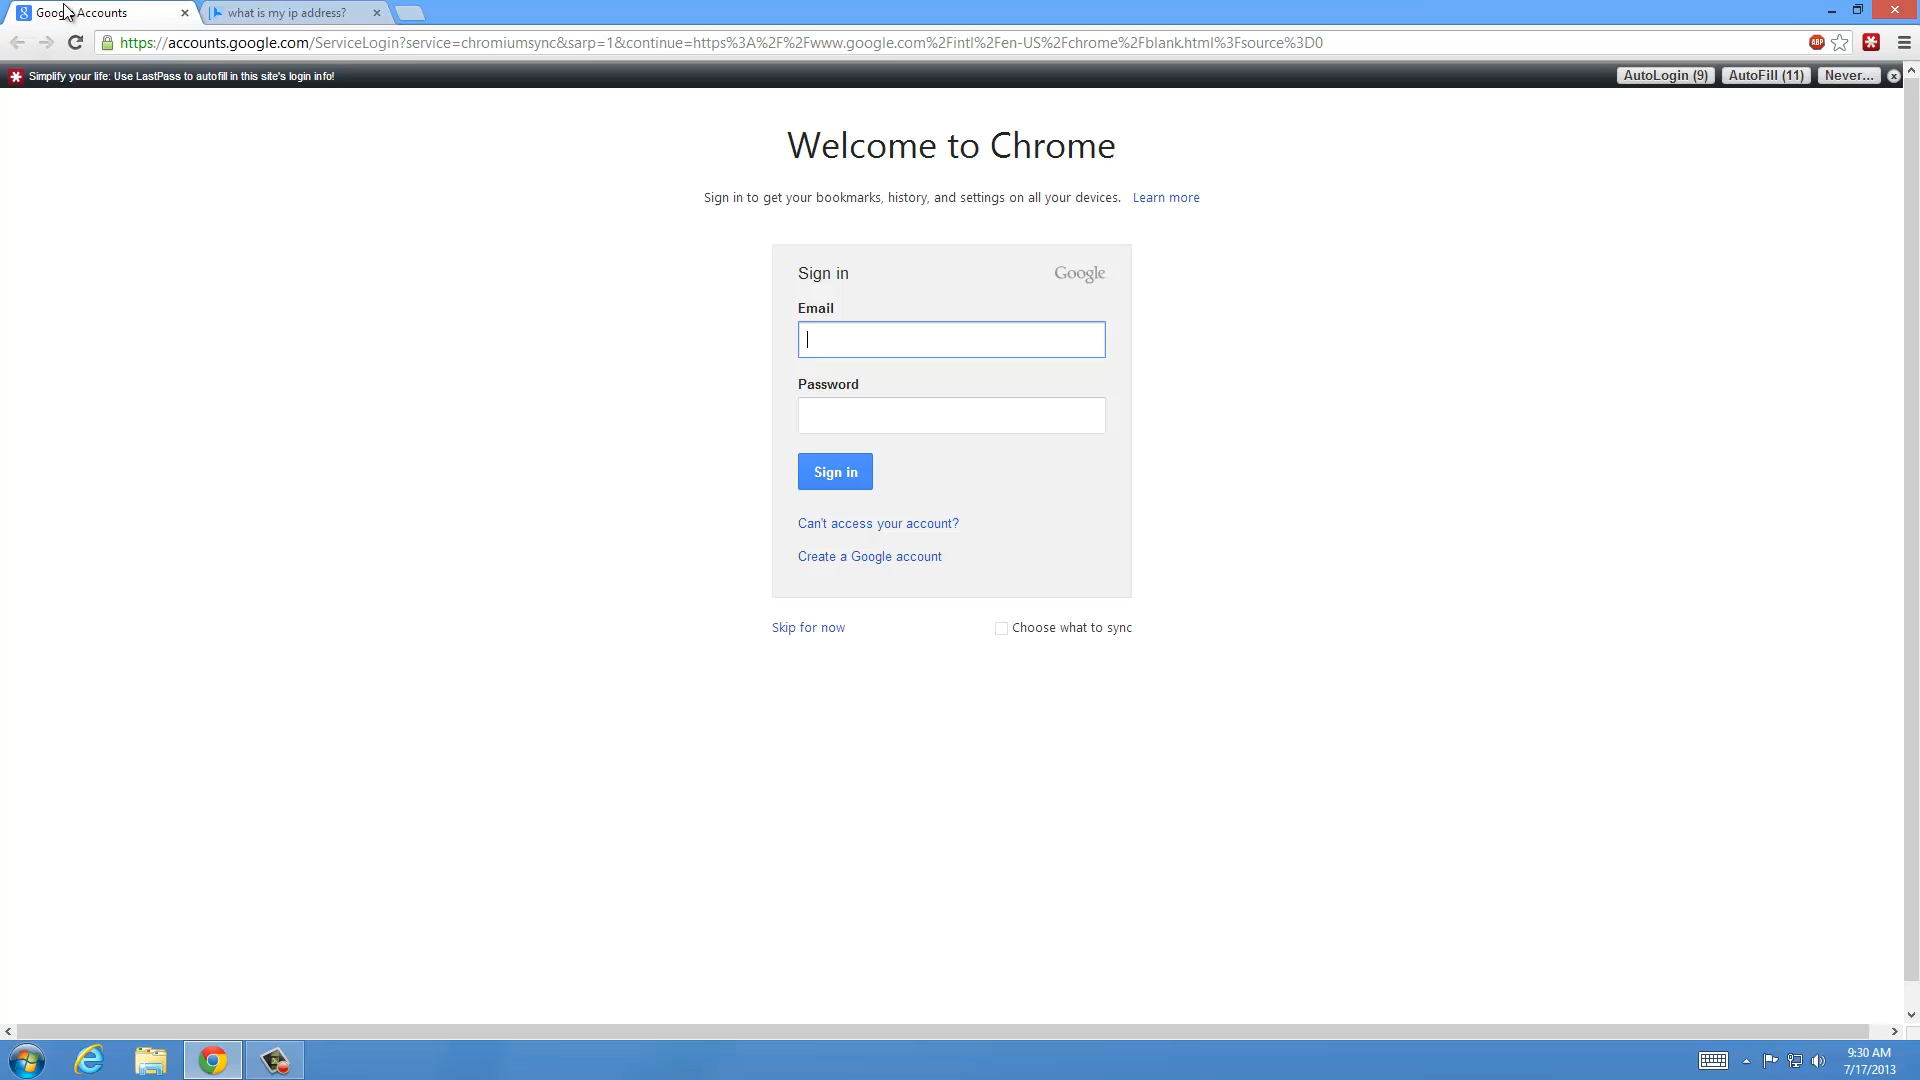 Google Accounts
what is my ip address?
https://accounts.google.com/ServiceLogin?service=chromiumsync&sarp=1&continue=https%3A%2F%2Fwww.google.com%2Fintl%2Fen-US%2Fchrome%2Fblank.html%3Fsource%3D0
ABP
Simplify your life: Use LastPass to autofill in this site's login info!
AutoLogin (9)
AutoFill (11)
Never...
Welcome to Chrome
Sign in to get your bookmarks, history, and settings on all your devices. Learn more
Sign in
Google
Email
Password
Sign in
Can't access your account?
Create a Google account
Skip for now
Choose what to sync
9:30 AM
7/17/2013